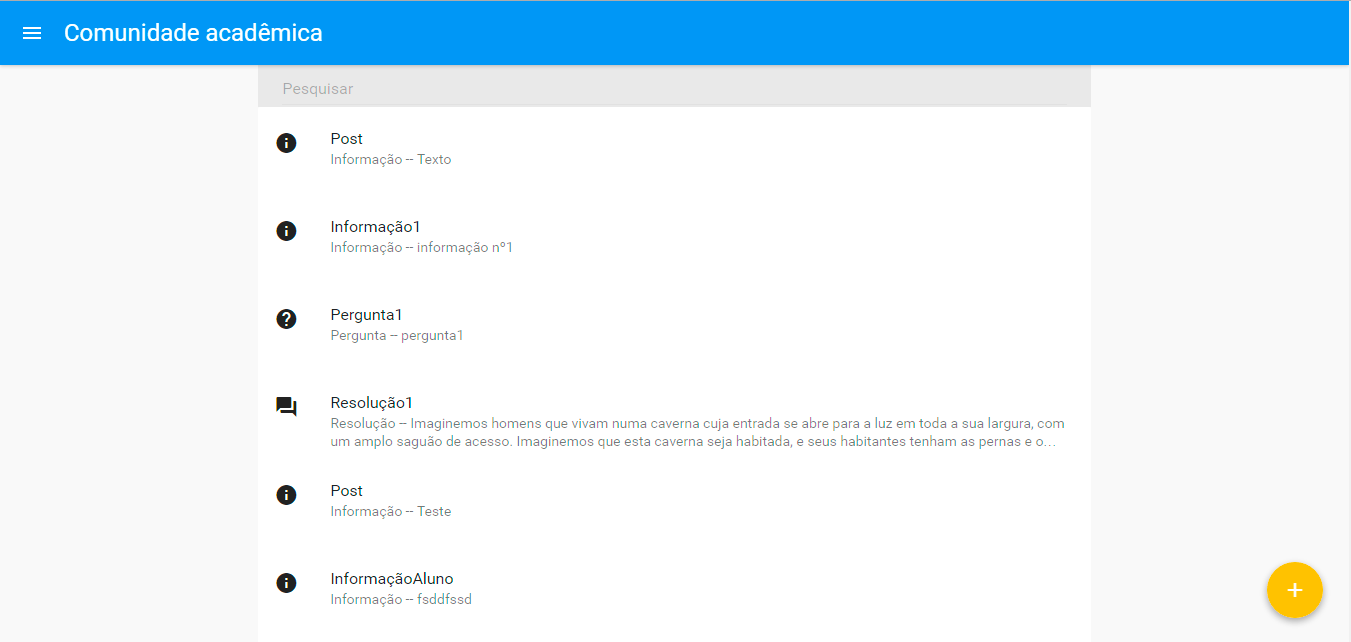 Comunidade acadêmica
Pesquisar
Post
Informação -- Texto
Informação1
Informação -- informação nº1
Pergunta1
Pergunta -- pergunta1
Resolução1
Resolução -- Imaginemos homens que vivam numa caverna cuja entrada se abre para a luz em toda a sua largura, com
um amplo saguão de acesso. Imaginemos que esta caverna seja habitada, e seus habitantes tenham as pernas e o...
Post
Informação -- Teste
InformaçãoAluno
Informação -- fsddfssd